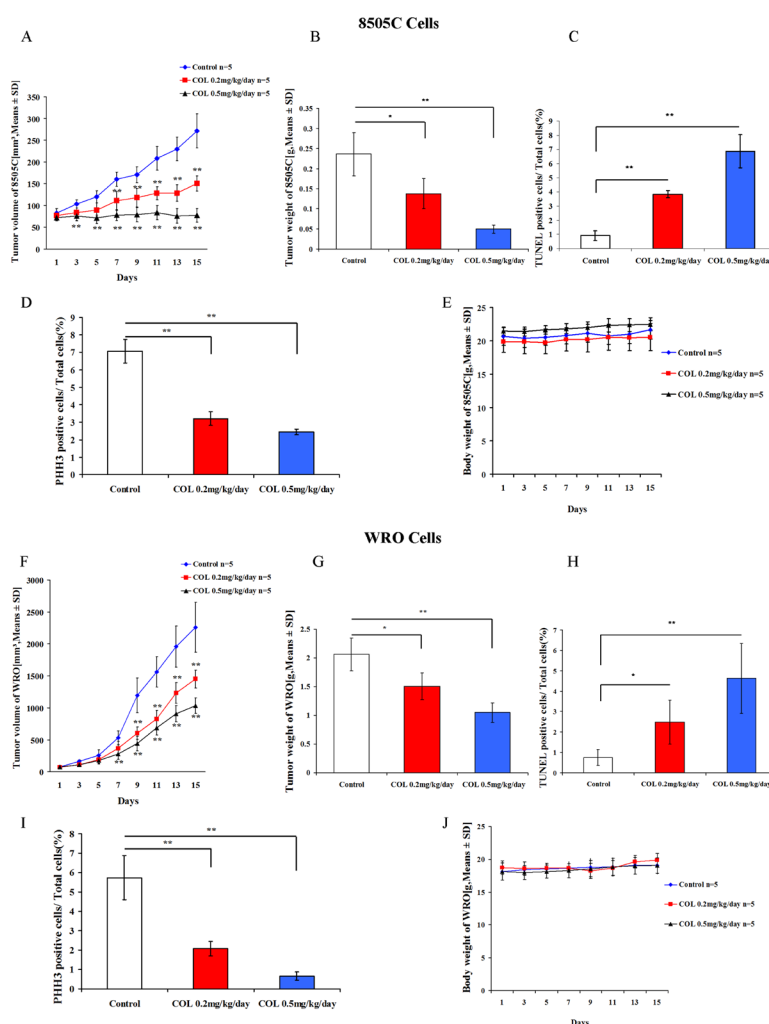 8505C Cells
A
Control n=5
COL 0.2mg/kg/day n=5
COL 0.5mg/kg/day n=5
Tumor volume of 8505C[mm³,Means ± SD]
350
300
250
200
150
100
50
0
** ** ** ** **
** ** ** ** ** ** **
1 3 5 7 9 11 13 15
Days
B
Tumor weight of 8505C[g,Means ± SD]
0.35
0.3
0.25
0.2
0.15
0.1
0.05
0
**
*
Control COL 0.2mg/kg/day COL 0.5mg/kg/day
C
TUNEL positive cells/ Total cells(%)
8
7
6
5
4
3
2
1
0
**
**
Control COL 0.2mg/kg/day COL 0.5mg/kg/day
D
PHH3 positive cells/ Total cells(%)
9
8
7
6
5
4
3
2
1
0
**
**
Control COL 0.2mg/kg/day COL 0.5mg/kg/day
E
Body weight of 8505C[g,Means ± SD]
25
20
15
10
5
0
1 3 5 7 9 11 13 15
Days
Control n=5
COL 0.2mg/kg/day n=5
COL 0.5mg/kg/day n=5
WRO Cells
F
Control n=5
COL 0.2mg/kg/day n=5
COL 0.5mg/kg/day n=5
Tumor volume of WRO[mm³,Means ± SD]
3000
2500
2000
1500
1000
500
0
** ** ** **
** ** ** ** **
1 3 5 7 9 11 13 15
Days
G
Tumor weight of WRO[g,Means ± SD]
2.5
2
1.5
1
0.5
0
**
*
Control COL 0.2mg/kg/day COL 0.5mg/kg/day
H
TUNEL positive cells/ Total cells(%)
7
6
5
4
3
2
1
0
**
*
Control COL 0.2mg/kg/day COL 0.5mg/kg/day
I
PHH3 positive cells/ Total cells(%)
8
7
6
5
4
3
2
1
0
**
**
Control COL 0.2mg/kg/day COL 0.5mg/kg/day
J
Body weight of WRO[g,Means ± SD]
25
20
15
10
5
0
1 3 5 7 9 11 13 15
Days
Control n=5
COL 0.2mg/kg/day n=5
COL 0.5mg/kg/day n=5